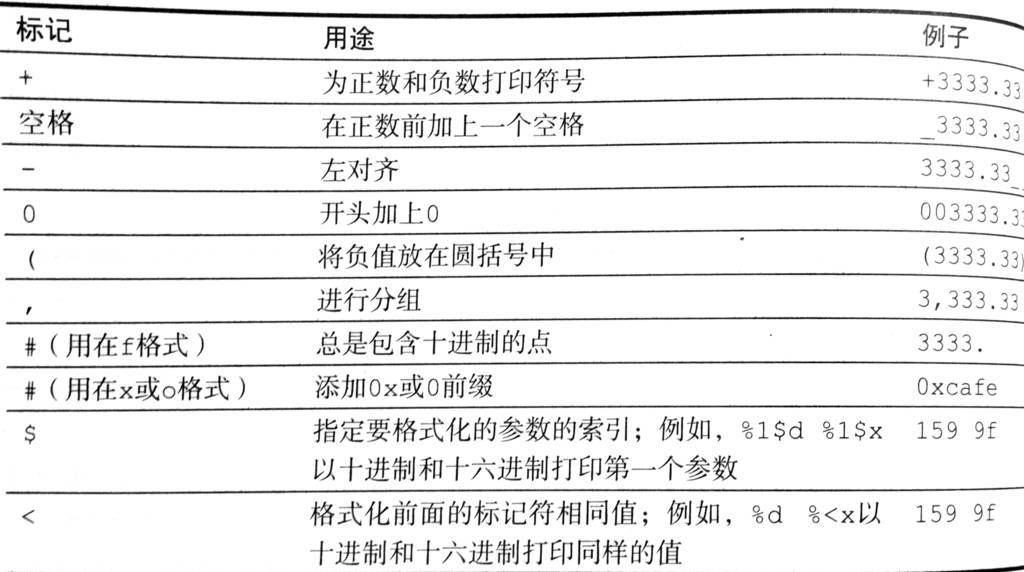 标记 用途 例子
+ 为正数和负数打印符号 +3333.33
空格 在正数前加上一个空格 _3333.33
- 左对齐 3333.33_
0 开头加上0 003333.33
( 将负值放在圆括号中 (3333.33)
, 进行分组 3,333.33
#(用在f格式) 总是包含十进制的点 3333.
#(用在x或o格式) 添加0x或0前缀 0xcafe
$ 指定要格式化的参数的索引；例如，%1$d %1$x 159 9f
以十进制和十六进制打印第一个参数
< 格式化前面的标记符相同值；例如，%d %<x以 159 9f
十进制和十六进制打印同样的值